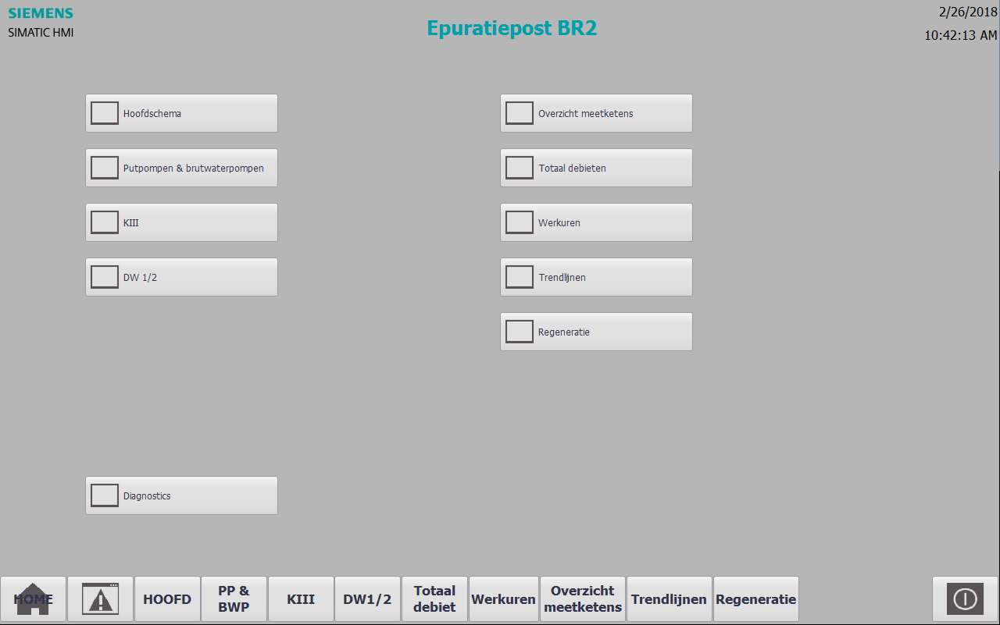 SIEMENS
SIMATIC HMI
Epuratiepost BR2
2/26/2018
10:42:13 AM
Hoofdschema
Putpompen & brutwaterpompen
KIII
DW 1/2
Overzicht meetketens
Totaal debieten
Werkuren
Trendlijnen
Regeneratie
Diagnostics
HOME
HOOFD
PP &
BWP
KIII
DW1/2
Totaal
debiet
Werkuren
Overzicht
meetketens
Trendlijnen
Regeneratie